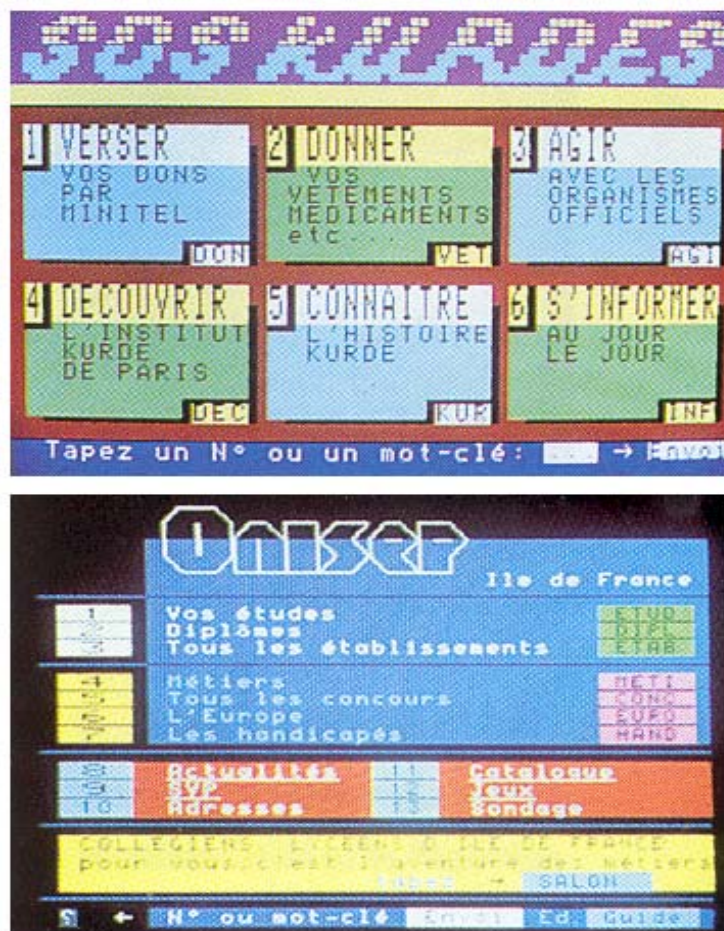 SOS KURDES
1 VERSER
VOS DONS
PAR
MINITEL
DON
2 DONNER
VOS
VETEMENTS
MEDICAMENTS
etc...
VET
3 AGIR
AVEC LES
ORGANISMES
OFFICIELS
AGI
4 DECOUVRIR
L'INSTITUT
KURDE
DE PARIS
DEC
5 CONNAITRE
L'HISTOIRE
KURDE
KUR
6 S'INFORMER
AU JOUR
LE JOUR
INF
Tapez un N° ou un mot-clé: ... → Envoi
Oniser
Ile de France
1 Vos études ETUD
2 Diplômes DIPL
3 Tous les établissements ETAB
4 Métiers METI
5 Tous les concours CONC
6 L'Europe EURO
7 Les handicapés HAND
8 Actualités 11 Catalogue
9 SVP 12 Jeux
10 Adresses 13 Sondage
COLLEGIENS, LYCEENS D'ILE DE FRANCE
pour vous, c'est l'aventure des métiers
tapez → SALON
← N° ou mot-clé Envoi Ed Guide